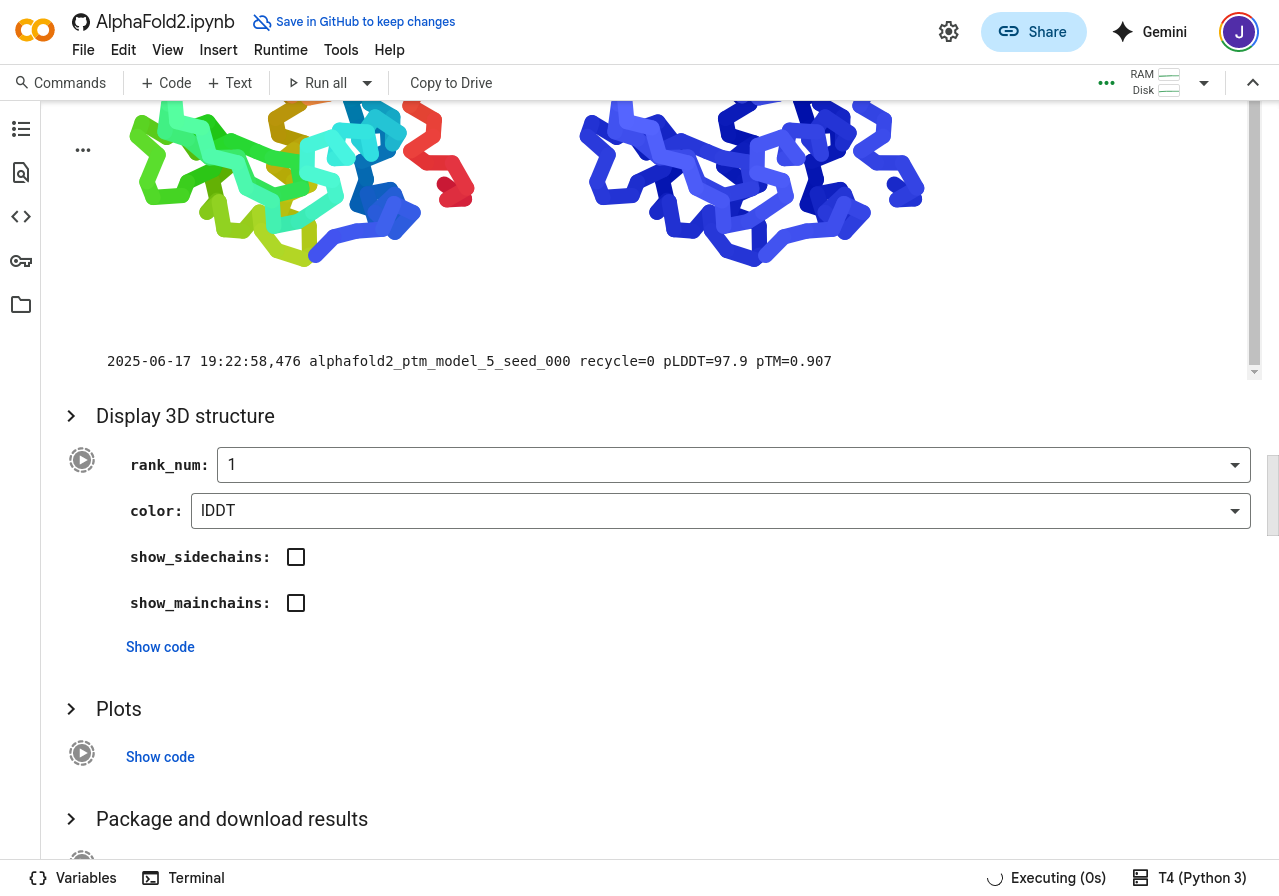 AlphaFold2.ipynb
Save in GitHub to keep changes
File Edit View Insert Runtime Tools Help
Share
Gemini
J
Commands + Code + Text Run all Copy to Drive
RAM
Disk
2025-06-17 19:22:58,476 alphafold2_ptm_model_5_seed_000 recycle=0 pLDDT=97.9 pTM=0.907
Display 3D structure
rank_num: 1
color: lDDT
show_sidechains:
show_mainchains:
Show code
Plots
Show code
Package and download results
Variables Terminal Executing (0s) T4 (Python 3)